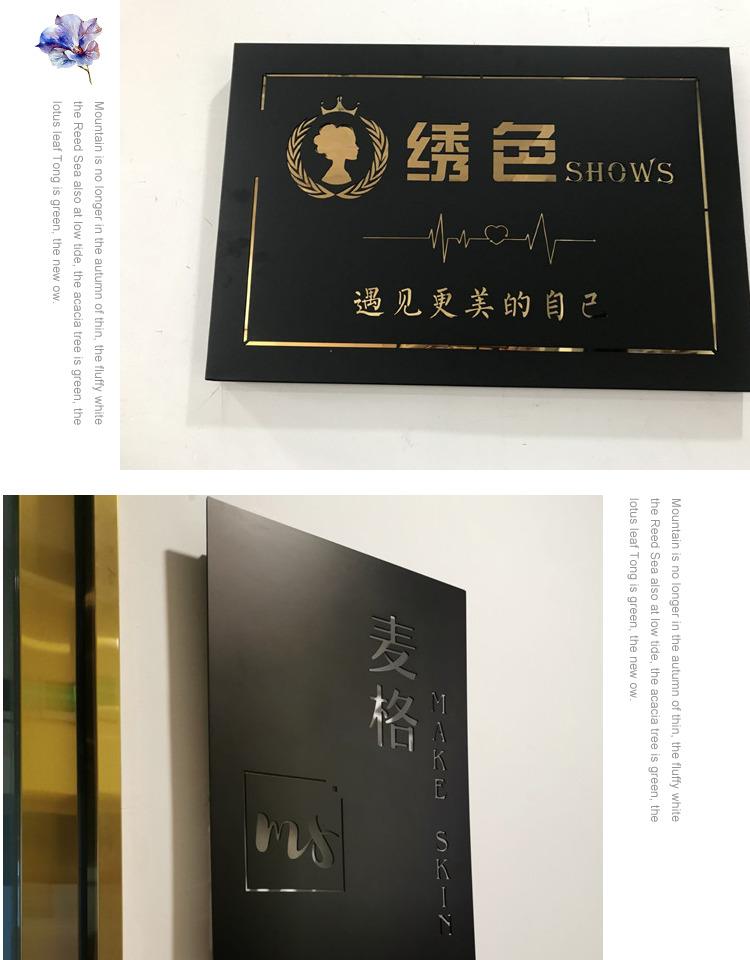 Mountain is no longer in the autumn of thin, the fluffy white
the Reed Sea also at low tide, the acacia tree is green, the
lotus leaf Tong is green, the new ow.
绣色SHOWS
遇见更美的自己
麦格
MAKE SKIN
ms
Mountain is no longer in the autumn of thin, the fluffy white
the Reed Sea also at low tide, the acacia tree is green, the
lotus leaf Tong is green, the new ow.